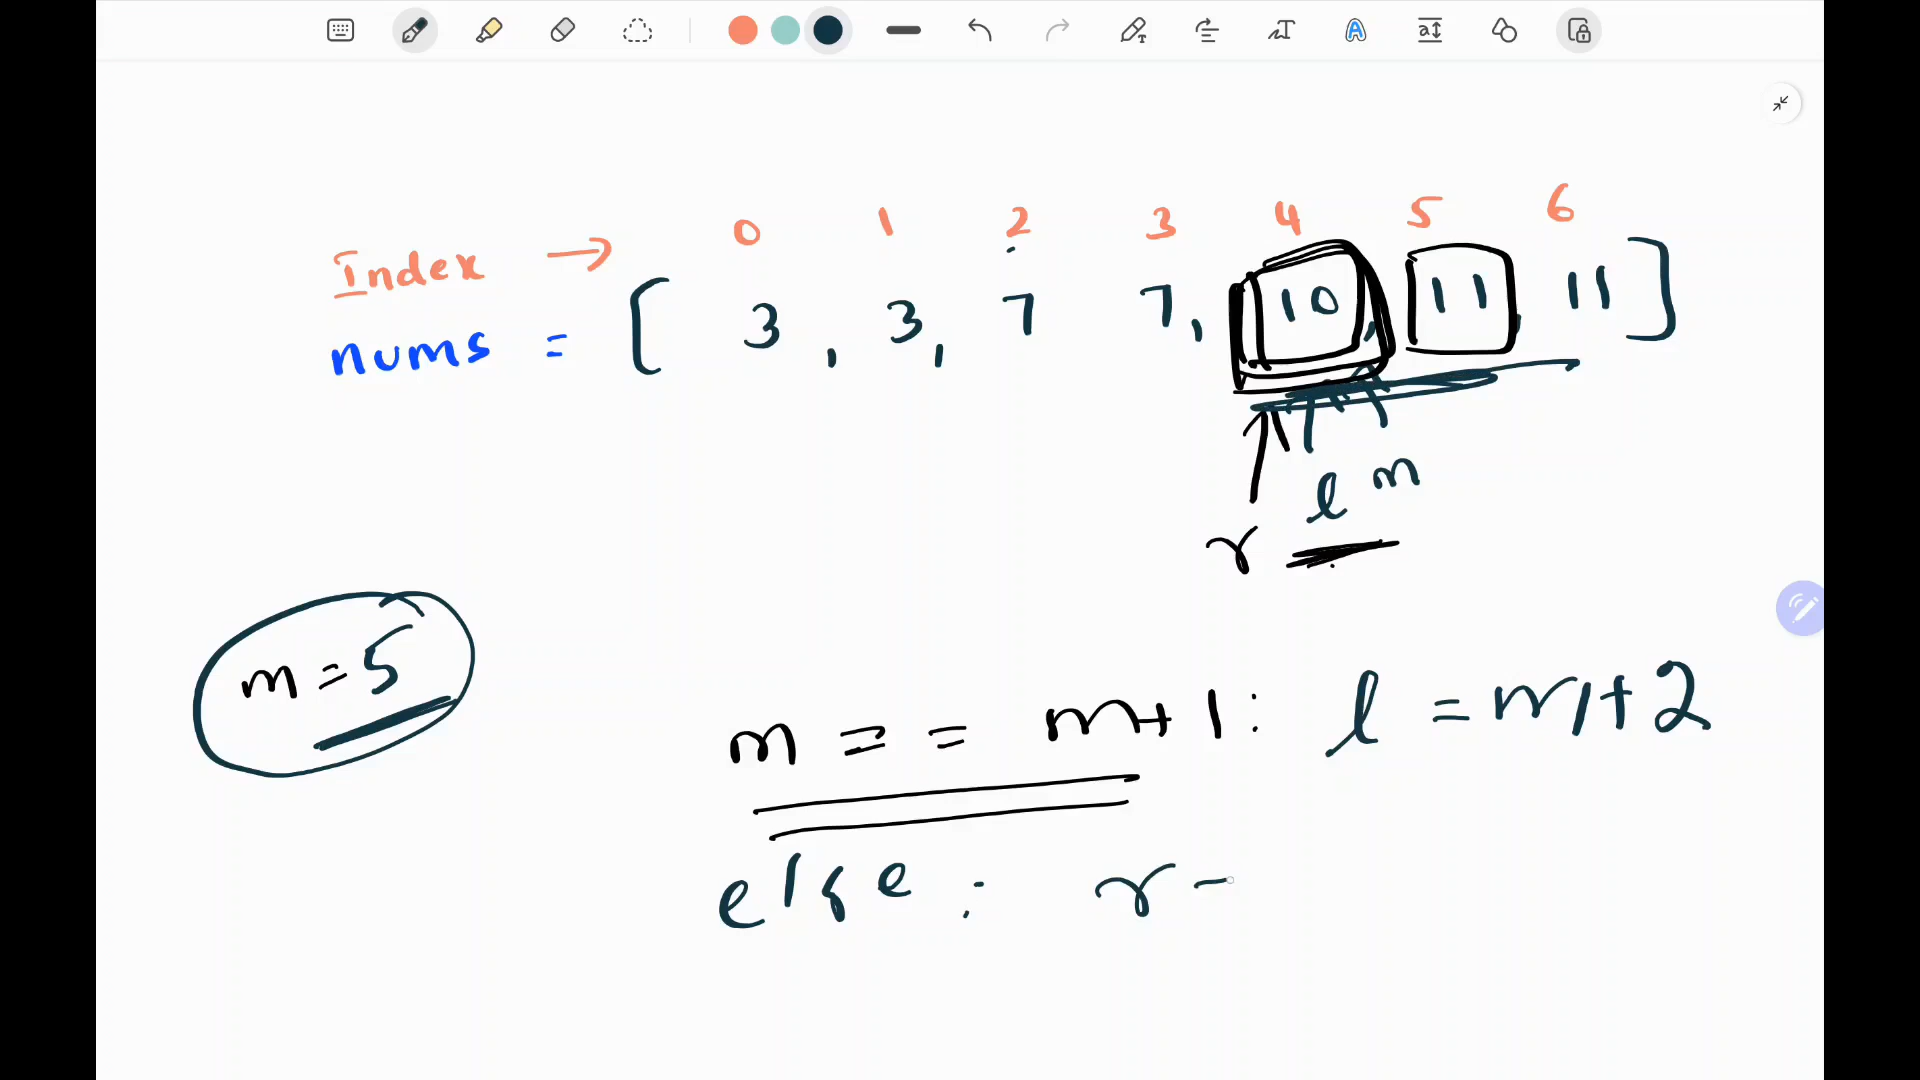 0 1 2 3 4 5 6
Index →
nums = [ 3 , 3 , 7 7 , 10 , 11 , 11 ]
l m
r
m = 5
m = = m+1 : l = m+2
else : r -